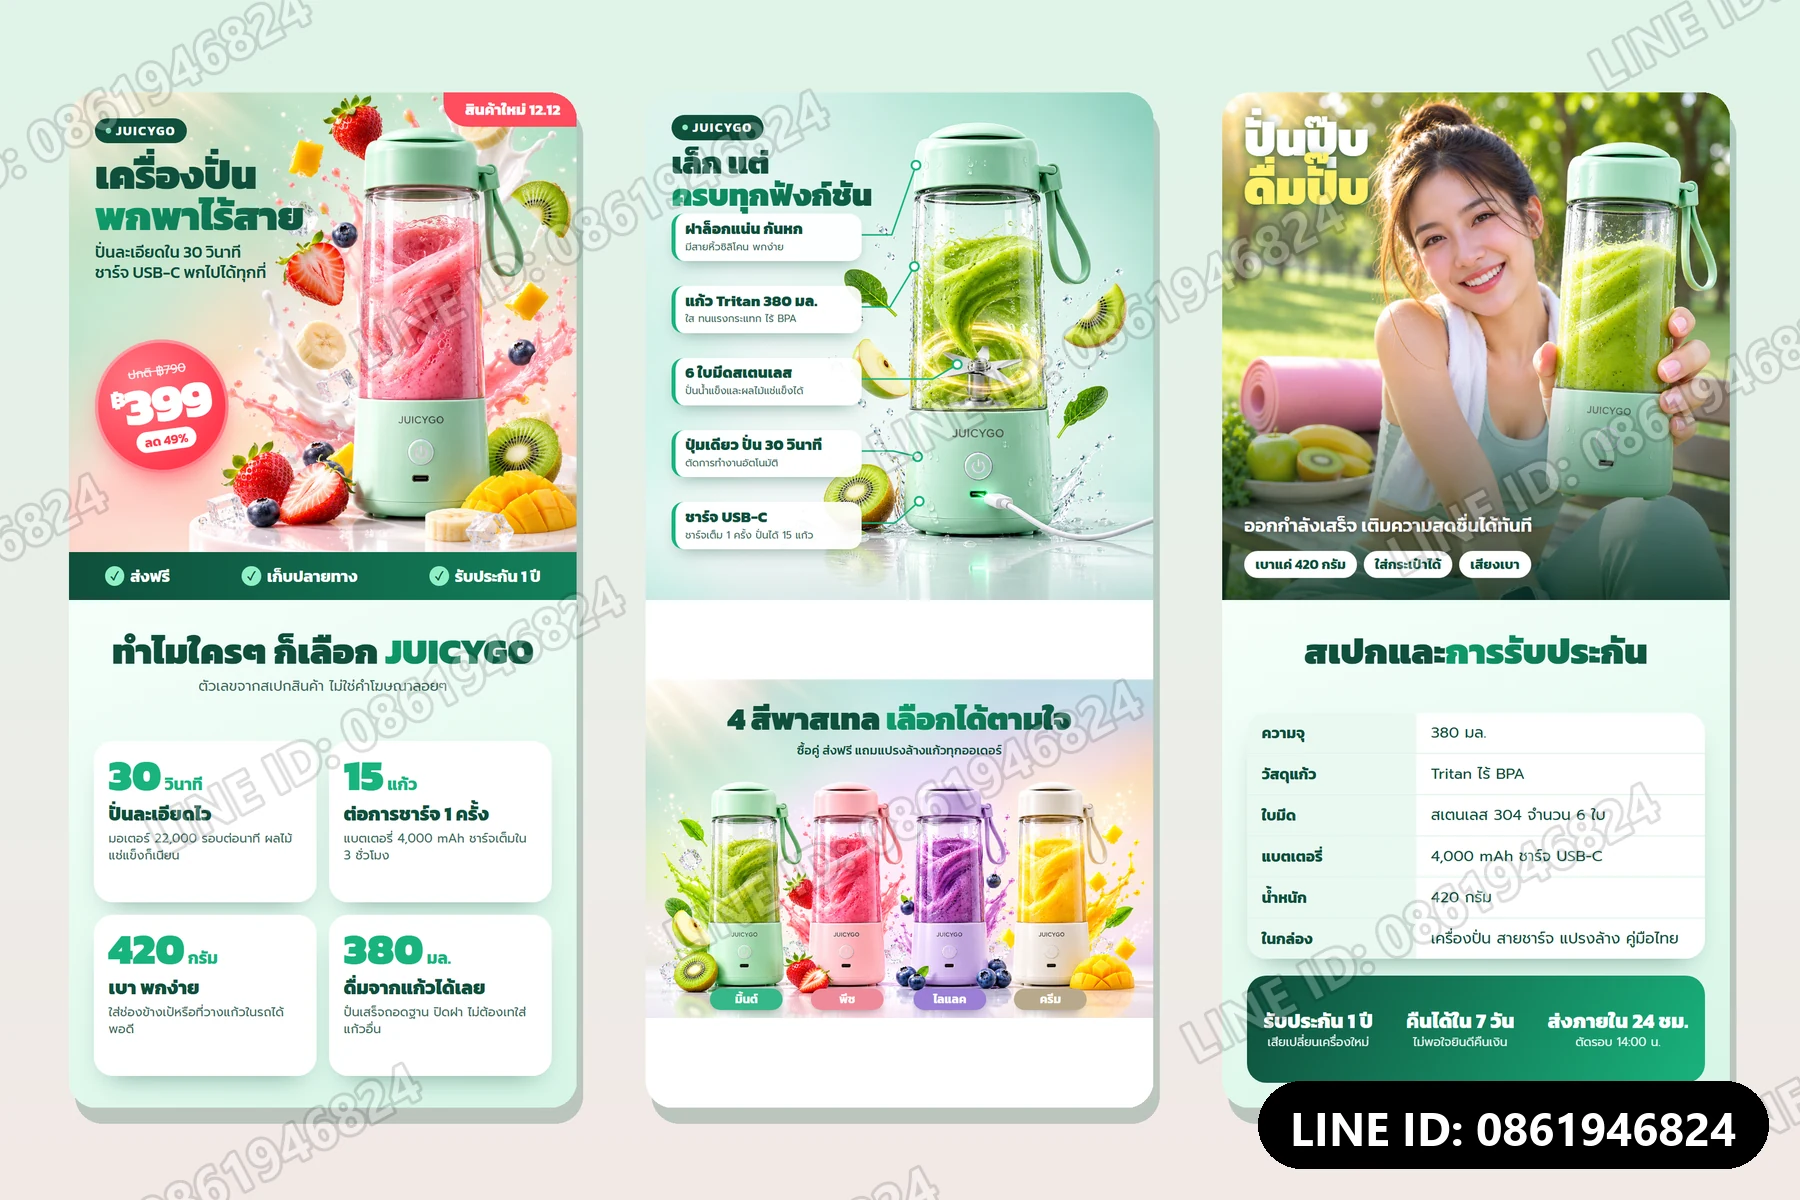 สินค้าใหม่ 12.12
JUICYGO
เครื่องปั่น
พกพาไร้สาย
ปั่นละเอียดใน 30 วินาที
ชาร์จ USB-C พกไปได้ทุกที่
ปกติ ฿790
฿399
ลด 49%
JUICYGO
ส่งฟรี
เก็บปลายทาง
รับประกัน 1 ปี
ทำไมใครๆ ก็เลือก JUICYGO
ตัวเลขจากสเปกสินค้า ไม่ใช่คำโฆษณาลอยๆ
30 วินาที
ปั่นละเอียดไว
มอเตอร์ 22,000 รอบต่อนาที ผลไม้
แช่แข็งก็เนียน
15 แก้ว
ต่อการชาร์จ 1 ครั้ง
แบตเตอรี่ 4,000 mAh ชาร์จเต็มใน
3 ชั่วโมง
420 กรัม
เบา พกง่าย
ใส่ช่องข้างเป้หรือที่วางแก้วในรถได้
พอดี
380 มล.
ดื่มจากแก้วได้เลย
ปั่นเสร็จถอดฐาน ปิดฝา ไม่ต้องเทใส่
แก้วอื่น
JUICYGO
เล็ก แต่
ครบทุกฟังก์ชัน
ฝาล็อกแน่น กันหก
มีสายหิ้วซิลิโคน พกง่าย
แก้ว Tritan 380 มล.
ใส ทนแรงกระแทก ไร้ BPA
6 ใบมีดสเตนเลส
ปั่นน้ำแข็งและผลไม้แช่แข็งได้
ปุ่มเดียว ปั่น 30 วินาที
ตัดการทำงานอัตโนมัติ
ชาร์จ USB-C
ชาร์จเต็ม 1 ครั้ง ปั่นได้ 15 แก้ว
JUICYGO
4 สีพาสเทล เลือกได้ตามใจ
ซื้อคู่ ส่งฟรี แถมแปรงล้างแก้วทุกออเดอร์
JUICYGO
JUICYGO
JUICYGO
JUICYGO
มิ้นต์
พีช
ไลแลค
ครีม
ปั่นปุ๊บ
ดื่มปั๊บ
JUICYGO
ออกกำลังเสร็จ เติมความสดชื่นได้ทันที
เบาแค่ 420 กรัม
ใส่กระเป๋าได้
เสียงเบา
สเปกและการรับประกัน
ความจุ
380 มล.
วัสดุแก้ว
Tritan ไร้ BPA
ใบมีด
สเตนเลส 304 จำนวน 6 ใบ
แบตเตอรี่
4,000 mAh ชาร์จ USB-C
น้ำหนัก
420 กรัม
ในกล่อง
เครื่องปั่น สายชาร์จ แปรงล้าง คู่มือไทย
รับประกัน 1 ปี
เสียเปลี่ยนเครื่องใหม่
คืนได้ใน 7 วัน
ไม่พอใจยินดีคืนเงิน
ส่งภายใน 24 ชม.
ตัดรอบ 14:00 น.
LINE ID: 0861946824